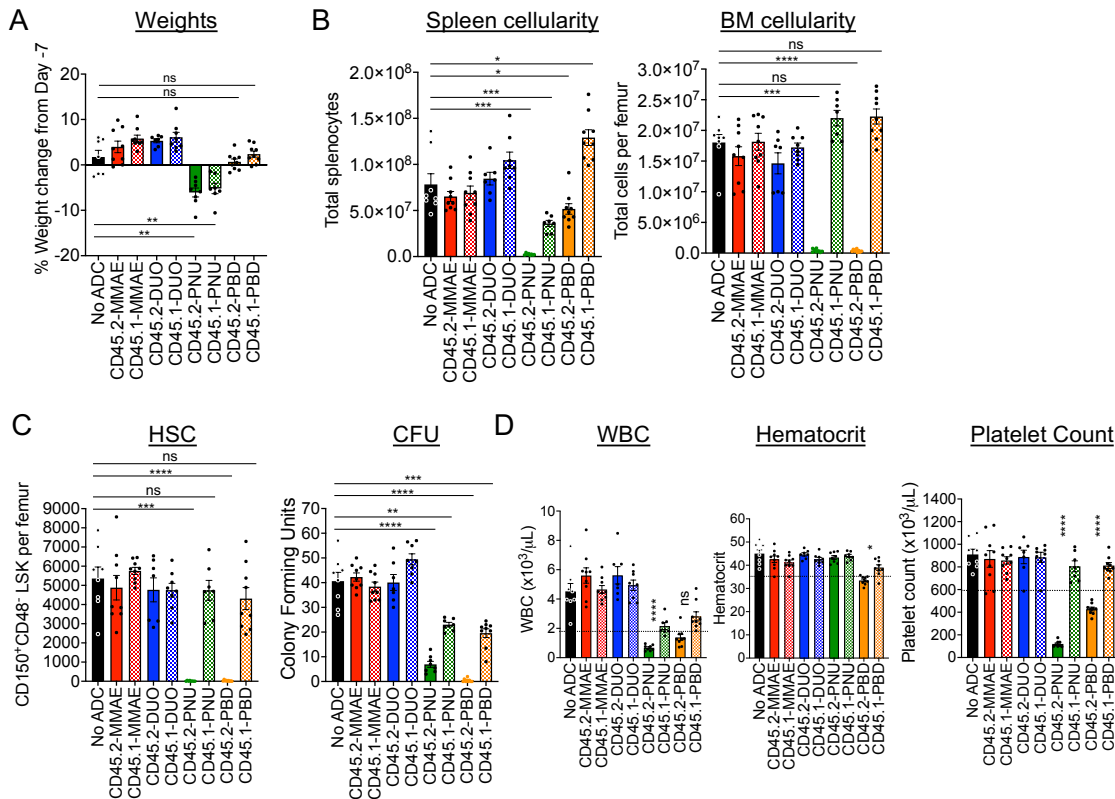 A
Weights
% Weight change from Day -7
20
10
0
-10
-20
ns
ns
**
**
No ADC
CD45.2-MMAE
CD45.1-MMAE
CD45.2-DUO
CD45.1-DUO
CD45.2-PNU
CD45.1-PNU
CD45.2-PBD
CD45.1-PBD
B
Spleen cellularity
Total splenocytes
2.0×10⁸
1.5×10⁸
1.0×10⁸
5.0×10⁷
0.0
*
*
***
***
No ADC
CD45.2-MMAE
CD45.1-MMAE
CD45.2-DUO
CD45.1-DUO
CD45.2-PNU
CD45.1-PNU
CD45.2-PBD
CD45.1-PBD
BM cellularity
Total cells per femur
3.0×10⁷
2.5×10⁷
2.0×10⁷
1.5×10⁷
1.0×10⁷
5.0×10⁶
0.0
ns
****
ns
***
No ADC
CD45.2-MMAE
CD45.1-MMAE
CD45.2-DUO
CD45.1-DUO
CD45.2-PNU
CD45.1-PNU
CD45.2-PBD
CD45.1-PBD
C
HSC
CD150⁺CD48⁻ LSK per femur
9000
8000
7000
6000
5000
4000
3000
2000
1000
0
ns
****
ns
***
No ADC
CD45.2-MMAE
CD45.1-MMAE
CD45.2-DUO
CD45.1-DUO
CD45.2-PNU
CD45.1-PNU
CD45.2-PBD
CD45.1-PBD
CFU
Colony Forming Units
70
60
50
40
30
20
10
0
***
****
**
****
No ADC
CD45.2-MMAE
CD45.1-MMAE
CD45.2-DUO
CD45.1-DUO
CD45.2-PNU
CD45.1-PNU
CD45.2-PBD
CD45.1-PBD
D
WBC
WBC (x10³/μL)
10
8
6
4
2
0
****
ns
No ADC
CD45.2-MMAE
CD45.1-MMAE
CD45.2-DUO
CD45.1-DUO
CD45.2-PNU
CD45.1-PNU
CD45.2-PBD
CD45.1-PBD
Hematocrit
Hematocrit
60
50
40
30
20
10
0
*
No ADC
CD45.2-MMAE
CD45.1-MMAE
CD45.2-DUO
CD45.1-DUO
CD45.2-PNU
CD45.1-PNU
CD45.2-PBD
CD45.1-PBD
Platelet Count
Platelet count (x10³/μL)
1400
1200
1000
800
600
400
200
0
****
****
No ADC
CD45.2-MMAE
CD45.1-MMAE
CD45.2-DUO
CD45.1-DUO
CD45.2-PNU
CD45.1-PNU
CD45.2-PBD
CD45.1-PBD